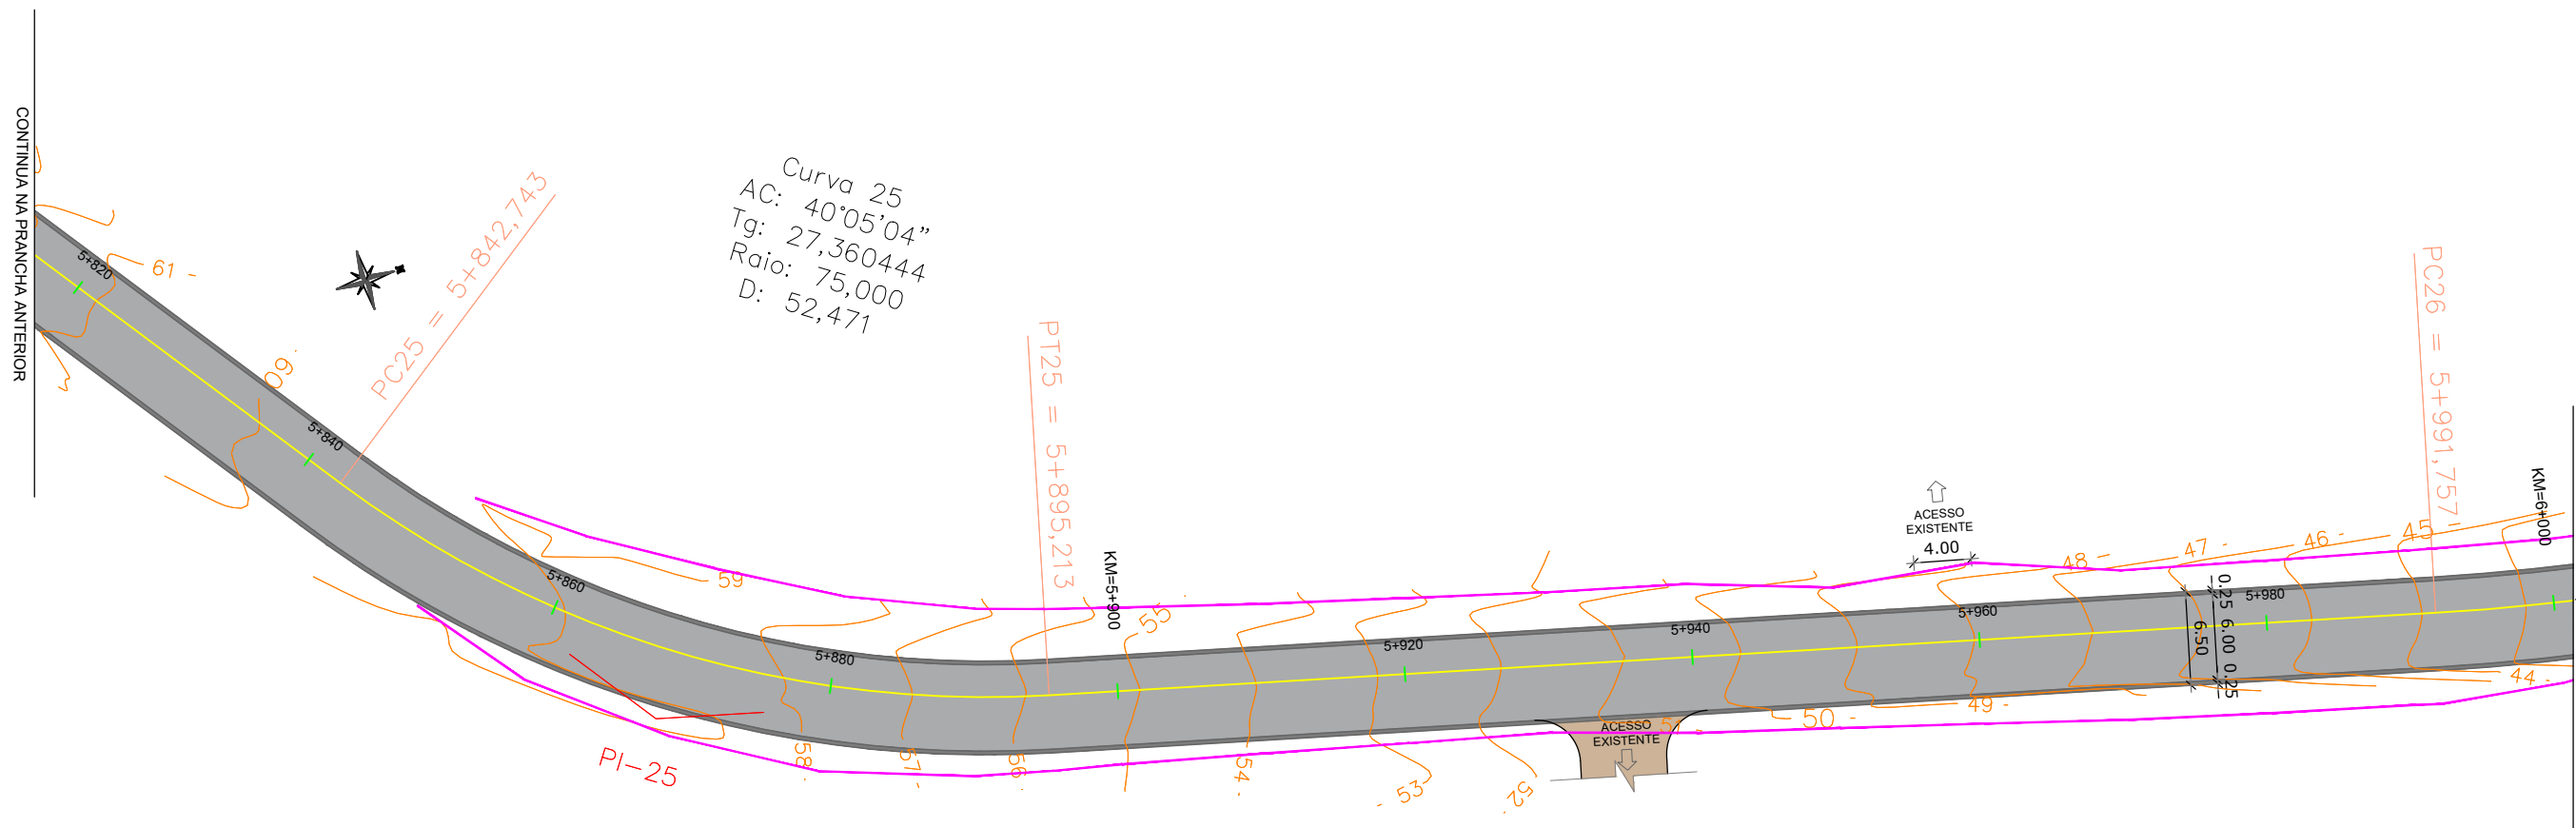 CONTINUA NA PRANCHA ANTERIOR
5+820
61 -
60
5+840
PC25 = 5+842,743
Curva 25
AC: 40°05'04"
Tg: 27,360444
Raio: 75,000
D: 52,471
5+860
59
PI-25
5+880
58
57 -
56
PT25 = 5+895,213
KM=5+900
55
54 -
5+920
- 53
52
5+940
ACESSO
EXISTENTE
50 -
ACESSO
EXISTENTE
4.00
5+960
49 -
48 -
47 -
46 -
45 -
44 -
0.25 6.00 0.25
6.50
5+980
PC26 = 5+991,757
KM=6+000